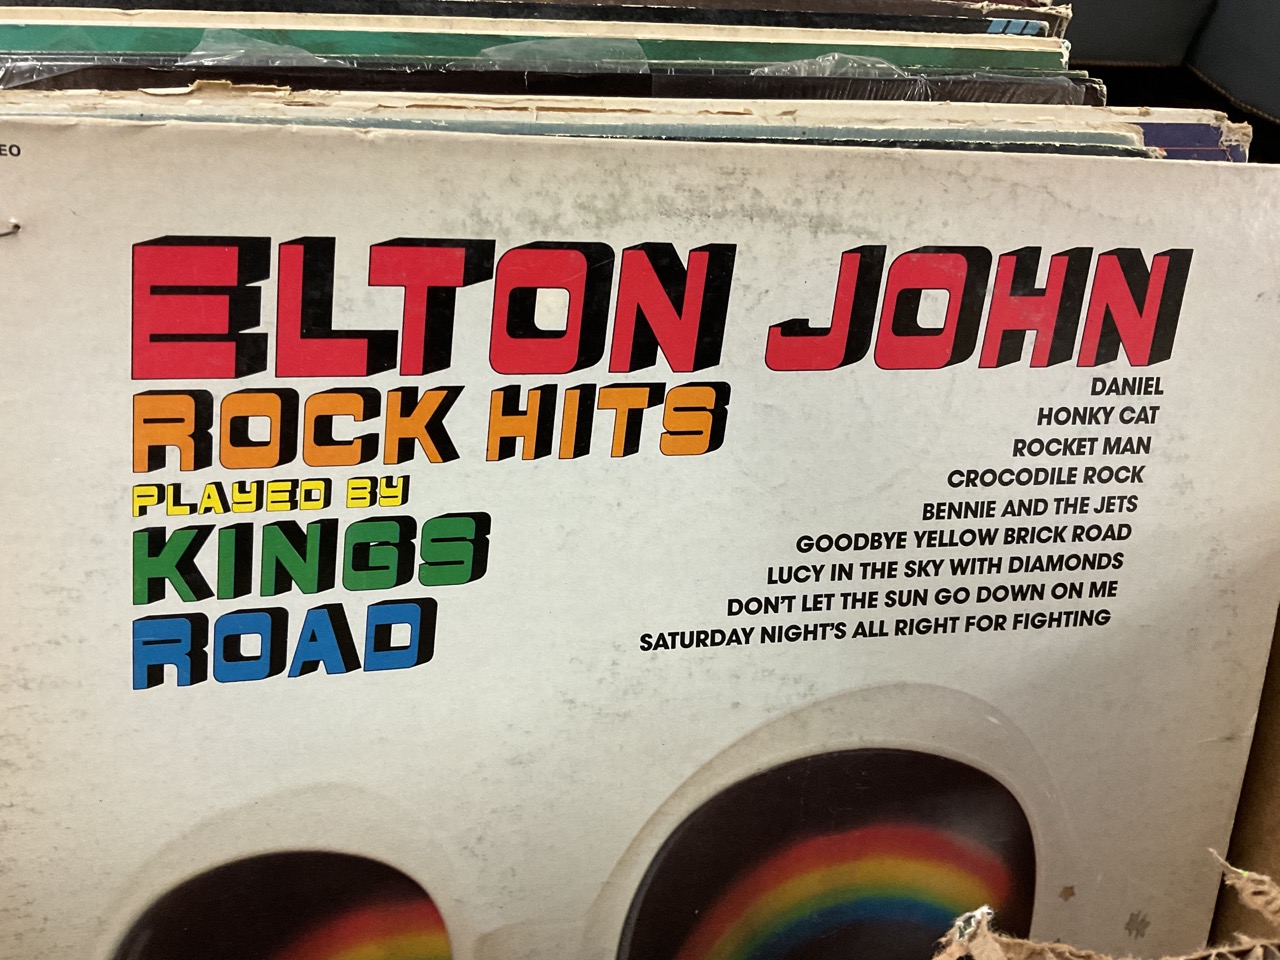 ELTON JOHN
ROCK HITS
PLAYED BY
KINGS
ROAD
DANIEL
HONKY CAT
ROCKET MAN
CROCODILE ROCK
BENNIE AND THE JETS
GOODBYE YELLOW BRICK ROAD
LUCY IN THE SKY WITH DIAMONDS
DON'T LET THE SUN GO DOWN ON ME
SATURDAY NIGHT'S ALL RIGHT FOR FIGHTING